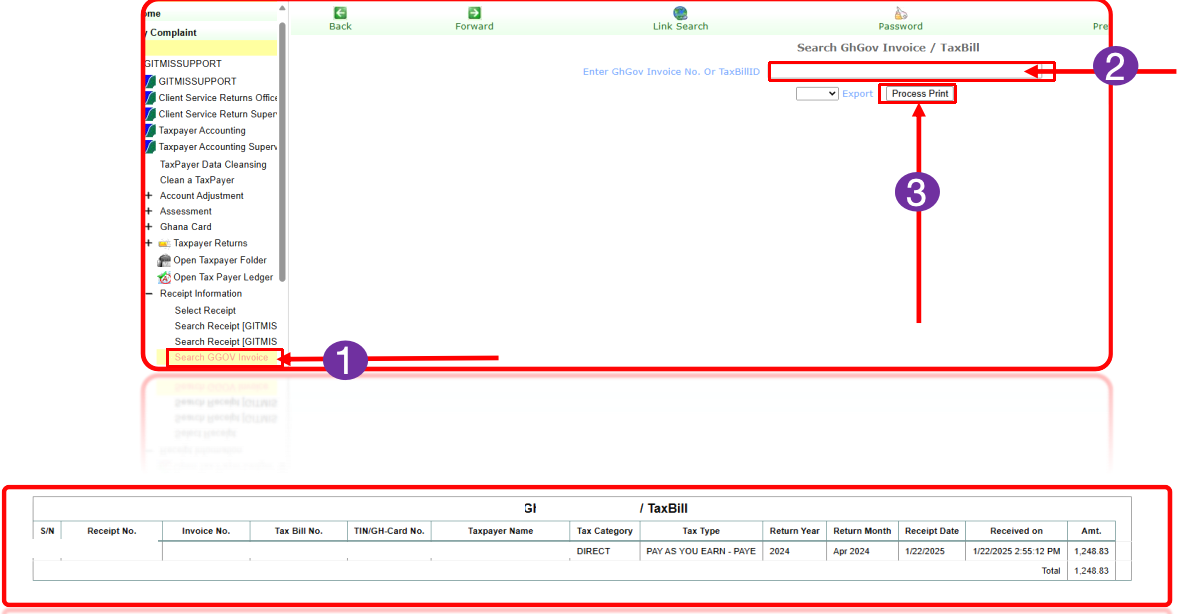 ome
Back
Forward
Link Search
Password
Pre
y Complaint
GITMISSUPPORT
GITMISSUPPORT
Client Service Returns Office
Client Service Return Superv
Taxpayer Accounting
Taxpayer Accounting Superv
TaxPayer Data Cleansing
Clean a TaxPayer
+ Account Adjustment
+ Assessment
+ Ghana Card
+ Taxpayer Returns
Open Taxpayer Folder
Open Tax Payer Ledger
− Receipt Information
Select Receipt
Search Receipt [GITMIS
Search Receipt [GITMIS
Search GGOV Invoice
1
Search GhGov Invoice / TaxBill
Enter GhGov Invoice No. Or TaxBillID
2
Export Process Print
3
Gh / TaxBill
S/N Receipt No. Invoice No. Tax Bill No. TIN/GH-Card No. Taxpayer Name Tax Category Tax Type Return Year Return Month Receipt Date Received on Amt.
DIRECT PAY AS YOU EARN - PAYE 2024 Apr 2024 1/22/2025 1/22/2025 2:55:12 PM 1,248.83
Total 1,248.83